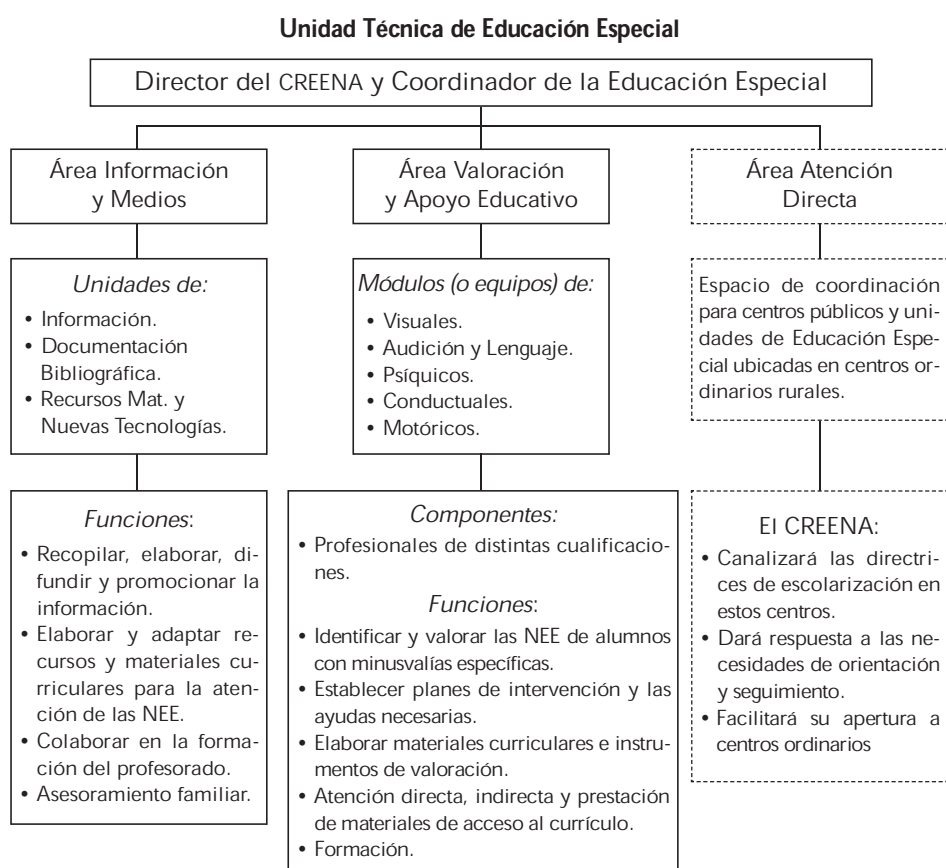 Unidad Técnica de Educación Especial
Director del CREENA y Coordinador de la Educación Especial
Área Información
y Medios
Unidades de:
• Información.
• Documentación
Bibliográfica.
• Recursos Mat. y
Nuevas Tecnologías.
Funciones:
• Recopilar, elaborar, di-
fundir y promocionar la
información.
• Elaborar y adaptar re-
cursos y materiales cu-
rriculares para la aten-
ción de las NEE.
• Colaborar en la forma-
ción del profesorado.
• Asesoramiento familiar.
Área Valoración
y Apoyo Educativo
Módulos (o equipos) de:
• Visuales.
• Audición y Lenguaje.
• Psíquicos.
• Conductuales.
• Motóricos.
Componentes:
• Profesionales de distintas cualificacio-
nes.
Funciones:
• Identificar y valorar las NEE de alumnos
con minusvalías específicas.
• Establecer planes de intervención y las
ayudas necesarias.
• Elaborar materiales curriculares e instru-
mentos de valoración.
• Atención directa, indirecta y prestación
de materiales de acceso al currículo.
• Formación.
Área Atención
Directa
Espacio de coordinación
para centros públicos y uni-
dades de Educación Espe-
cial ubicadas en centros or-
dinarios rurales.
El CREENA:
• Canalizará las directri-
ces de escolarización en
estos centros.
• Dará respuesta a las ne-
cesidades de orientación
y seguimiento.
• Facilitará su apertura a
centros ordinarios